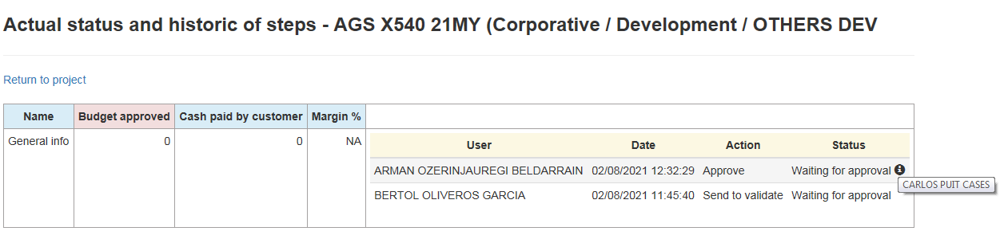 Actual status and historic of steps - AGS X540 21MY (Corporative / Development / OTHERS DEV
Return to project
Name Budget approved Cash paid by customer Margin %
General info 0 0 NA
User Date Action Status
ARMAN OZERINJAUREGI BELDARRAIN 02/08/2021 12:32:29 Approve Waiting for approval
CARLOS PUIT CASES
BERTOL OLIVEROS GARCIA 02/08/2021 11:45:40 Send to validate Waiting for approval